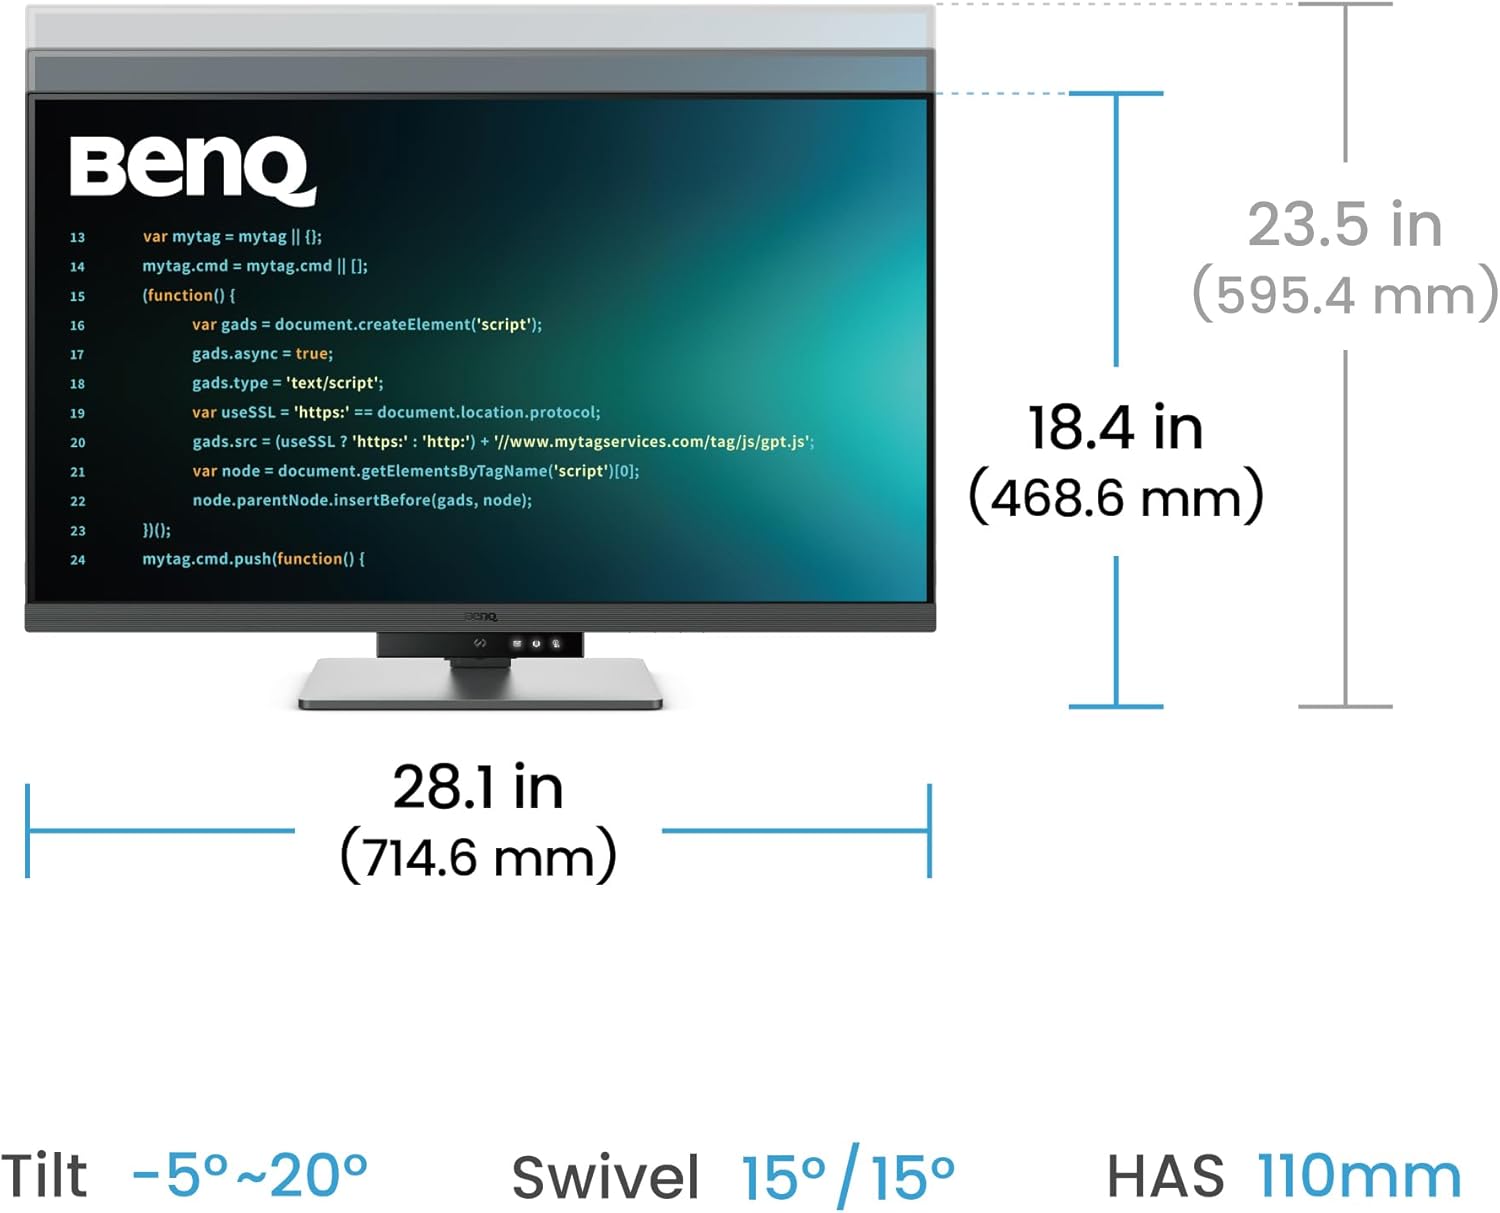 BenQ
13 var mytag = mytag || {};
14 mytag.cmd = mytag.cmd || [];
15 (function() {
16 var gads = document.createElement('script');
17 gads.async = true;
18 gads.type = 'text/script';
19 var useSSL = 'https:' == document.location.protocol;
20 gads.src = (useSSL ? 'https:' : 'http:') + '//www.mytagservices.com/tag/js/gpt.js';
21 var node = document.getElementsByTagName('script')[0];
22 node.parentNode.insertBefore(gads, node);
23 })();
24 mytag.cmd.push(function() {
BenQ
23.5 in
(595.4 mm)
18.4 in
(468.6 mm)
28.1 in
(714.6 mm)
Tilt -5°~20° Swivel 15°/15° HAS 110mm